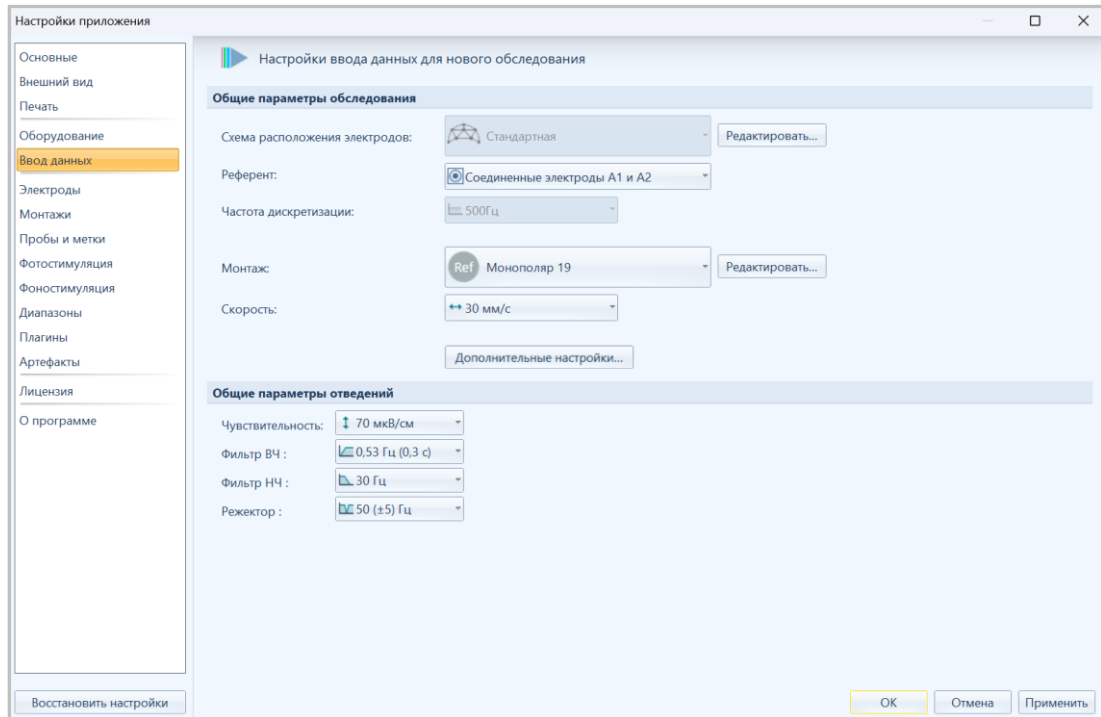 Настройки приложения
Основные
Внешний вид
Печать
Оборудование
Ввод данных
Электроды
Монтажи
Пробы и метки
Фотостимуляция
Фоностимуляция
Диапазоны
Плагины
Артефакты
Лицензия
О программе
Восстановить настройки
Настройки ввода данных для нового обследования
Общие параметры обследования
Схема расположения электродов: Стандартная Редактировать...
Референт: Соединенные электроды А1 и А2
Частота дискретизации: 500Гц
Монтаж: Ref Монополяр 19 Редактировать...
Скорость: 30 мм/с
Дополнительные настройки...
Общие параметры отведений
Чувствительность: 70 мкВ/см
Фильтр ВЧ : 0,53 Гц (0,3 с)
Фильтр НЧ : 30 Гц
Режектор : 50 (±5) Гц
OK Отмена Применить